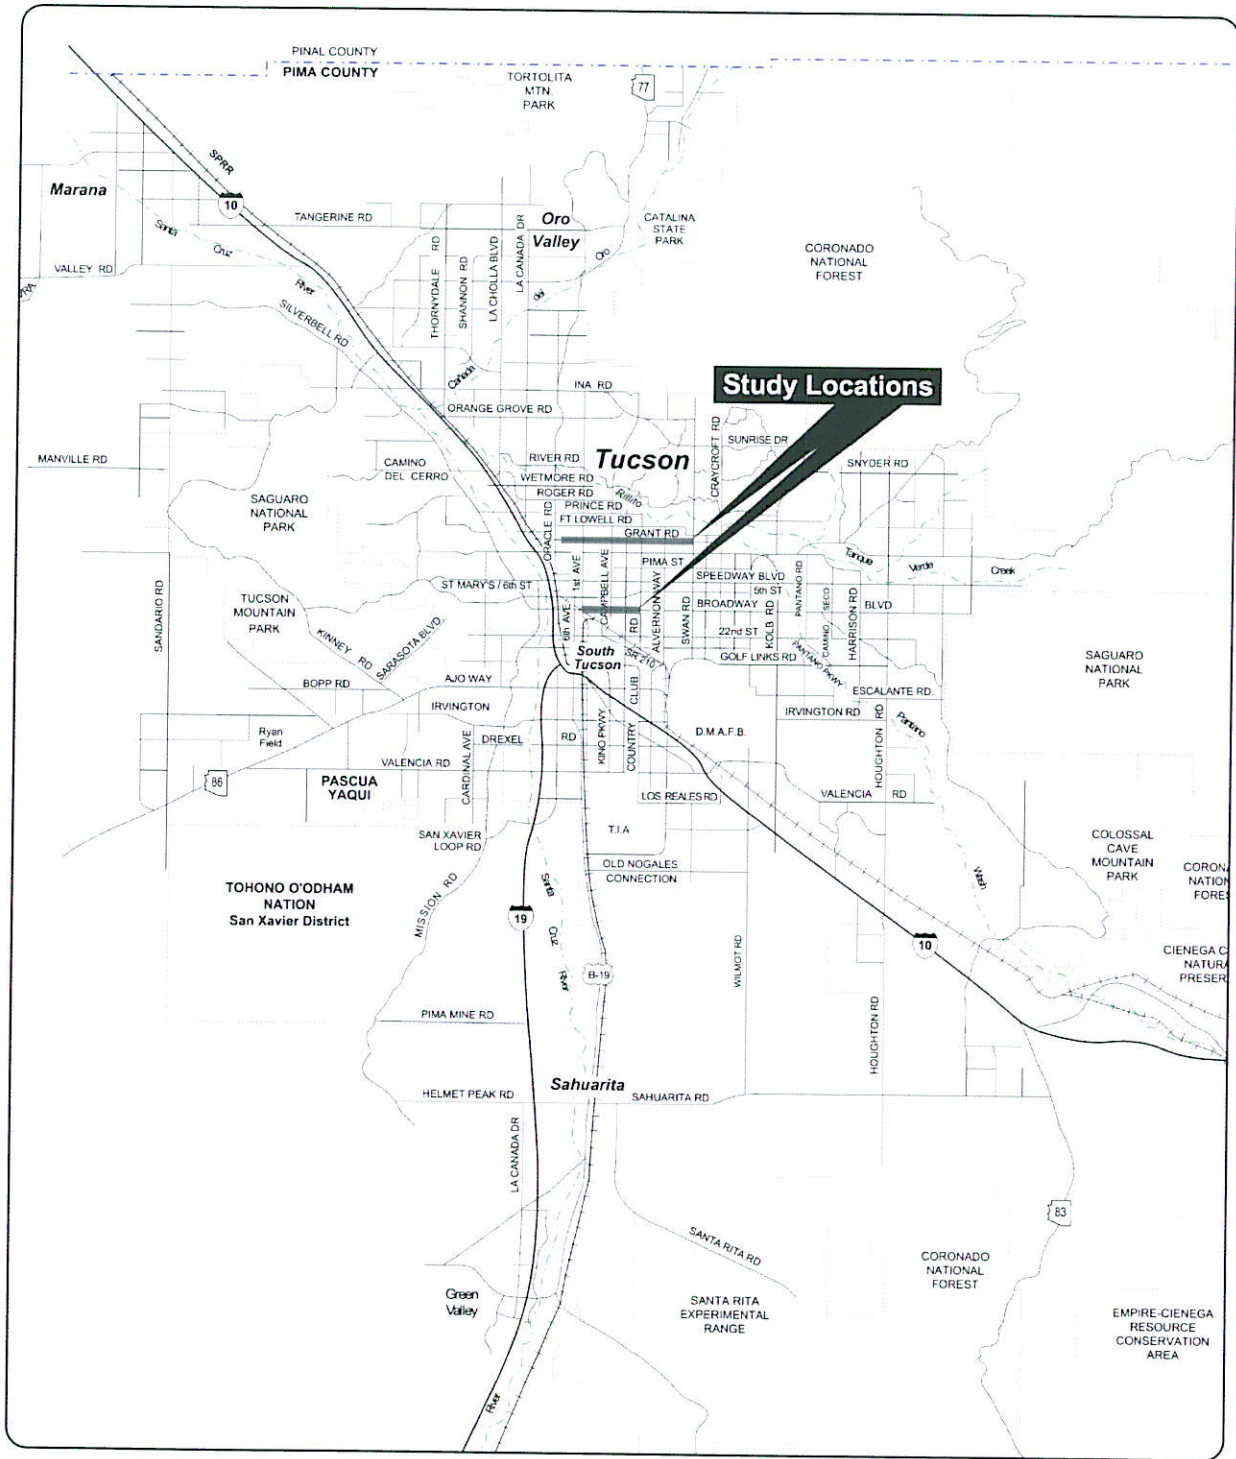 PINAL COUNTY
PIMA COUNTY
TORTOLITA
MTN.
PARK
77
SPRR
Marana
10
TANGERINE RD
Oro
Valley
LA CANADA DR
CATALINA
STATE
PARK
CORONADO
NATIONAL
FOREST
Santa
Cruz
River
VALLEY RD
SILVERBELL RD
THORNYDALE RD
SHANNON RD
LA CHOLLA BLVD
Cañada
del
Oro
INA RD
Study Locations
ORANGE GROVE RD
CRAYCROFT RD
SUNRISE DR
MANVILLE RD
CAMINO
DEL CERRO
RIVER RD
Tucson
SNYDER RD
WETMORE RD
ROGER RD
Rillito
PRINCE RD
FT LOWELL RD
GRANT RD
SAGUARO
NATIONAL
PARK
ORACLE RD
1st AVE
CAMPBELL AVE
PIMA ST
Tanque
Verde
Creek
ST MARY'S / 6th ST
SPEEDWAY BLVD
5th ST
BROADWAY
BLVD
SANDARIO RD
TUCSON
MOUNTAIN
PARK
6th AVE
ALVERNON WAY
SWAN RD
22nd ST
KOLB RD
PANTANO RD
CAMINO SECO
HARRISON RD
KINNEY RD
SARASOTA BLVD.
South
Tucson
SR 210
GOLF LINKS RD
PANTANO PKWY
SAGUARO
NATIONAL
PARK
BOPP RD
AJO WAY
ESCALANTE RD.
IRVINGTON
IRVINGTON RD
Pantano
Ryan
Field
DREXEL
RD
KINO PKWY
COUNTRY CLUB RD
D.M.A.F.B.
HOUGHTON RD
CARDINAL AVE
VALENCIA RD
86
PASCUA
YAQUI
LOS REALES RD
VALENCIA RD
SAN XAVIER
LOOP RD
T.I.A
OLD NOGALES
CONNECTION
COLOSSAL
CAVE
MOUNTAIN
PARK
Wash
TOHONO O'ODHAM
NATION
San Xavier District
MISSION RD
Santa
Cruz
River
19
B-19
WILMOT RD
10
CIENEGA C
NATURA
PRESER
PIMA MINE RD
HOUGHTON RD
Sahuarita
HELMET PEAK RD
SAHUARITA RD
LA CANADA DR
83
SANTA RITA RD
CORONADO
NATIONAL
FOREST
Green
Valley
SANTA RITA
EXPERIMENTAL
RANGE
EMPIRE-CIENEGA
RESOURCE
CONSERVATION
AREA
River